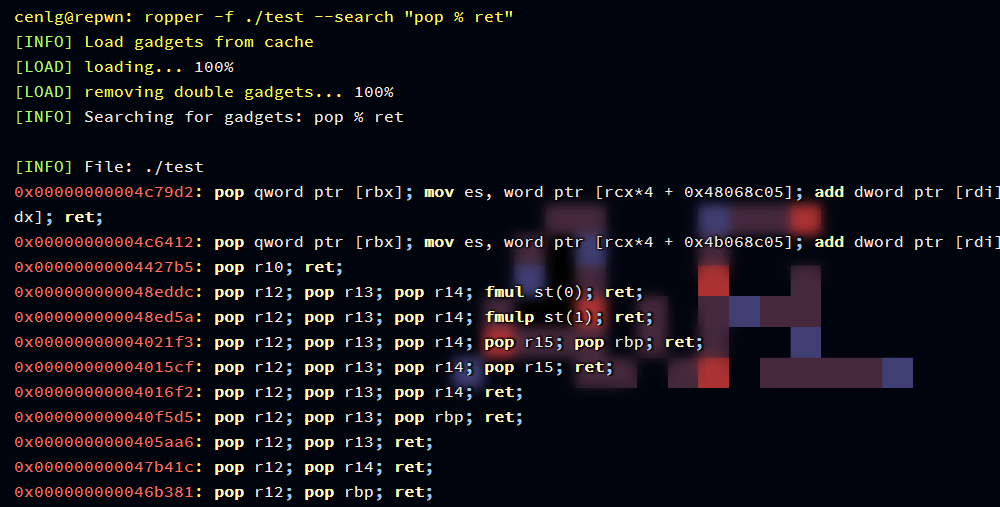 cenlg@repwn: ropper -f ./test --search "pop % ret"
[INFO] Load gadgets from cache
[LOAD] loading... 100%
[LOAD] removing double gadgets... 100%
[INFO] Searching for gadgets: pop % ret
[INFO] File: ./test
0x00000000004c79d2: pop qword ptr [rbx]; mov es, word ptr [rcx*4 + 0x48068c05]; add dword ptr [rdi]
dx]; ret;
0x00000000004c6412: pop qword ptr [rbx]; mov es, word ptr [rcx*4 + 0x4b068c05]; add dword ptr [rdi]
0x00000000004427b5: pop r10; ret;
0x000000000048eddc: pop r12; pop r13; pop r14; fmul st(0); ret;
0x000000000048ed5a: pop r12; pop r13; pop r14; fmulp st(1); ret;
0x00000000004021f3: pop r12; pop r13; pop r14; pop r15; pop rbp; ret;
0x00000000004015cf: pop r12; pop r13; pop r14; pop r15; ret;
0x00000000004016f2: pop r12; pop r13; pop r14; ret;
0x000000000040f5d5: pop r12; pop r13; pop rbp; ret;
0x0000000000405aa6: pop r12; pop r13; ret;
0x000000000047b41c: pop r12; pop r14; ret;
0x000000000046b381: pop r12; pop rbp; ret;